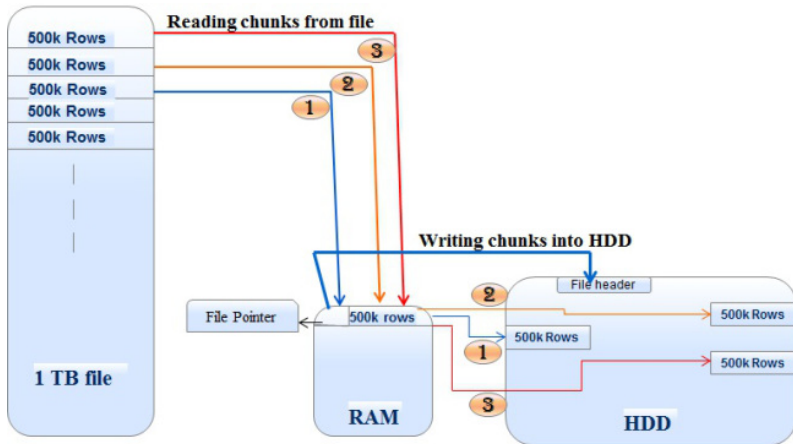 Reading chunks from file
500k Rows
500k Rows
500k Rows
500k Rows
500k Rows
3
2
1
1 TB file
Writing chunks into HDD
File header
File Pointer
500k rows
RAM
2
1
3
500k Rows
500k Rows
500k Rows
HDD